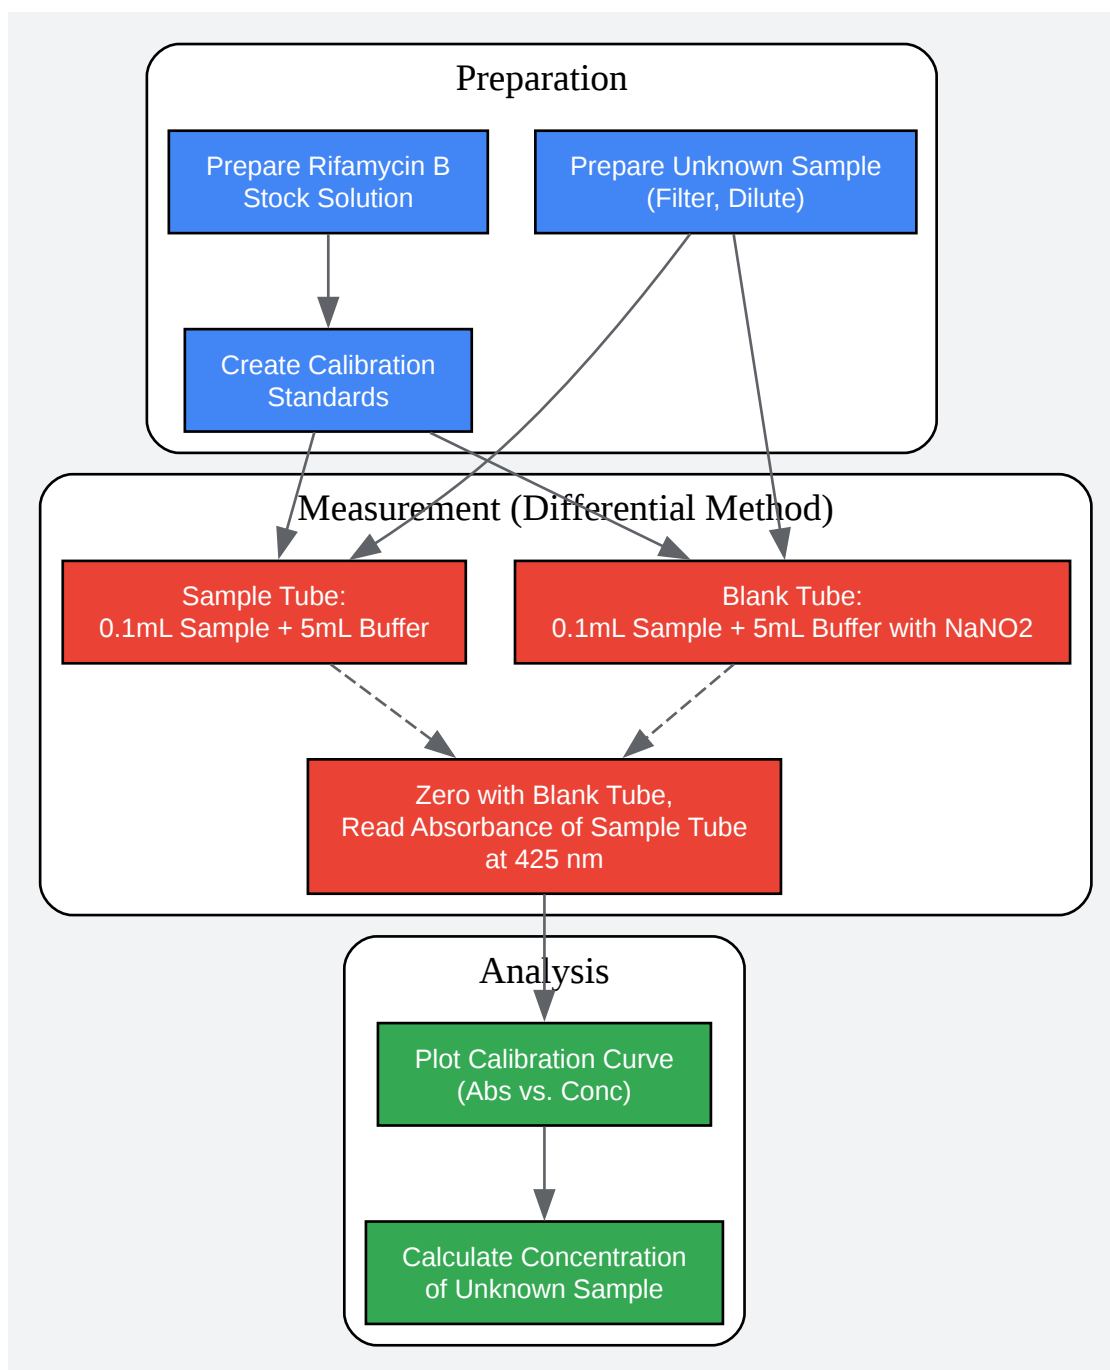 Preparation
Prepare Rifamycin B
Stock Solution
Prepare Unknown Sample
(Filter, Dilute)
Create Calibration
Standards
Measurement (Differential Method)
Sample Tube:
0.1mL Sample + 5mL Buffer
Blank Tube:
0.1mL Sample + 5mL Buffer with NaNO2
Zero with Blank Tube,
Read Absorbance of Sample Tube
at 425 nm
Analysis
Plot Calibration Curve
(Abs vs. Conc)
Calculate Concentration
of Unknown Sample